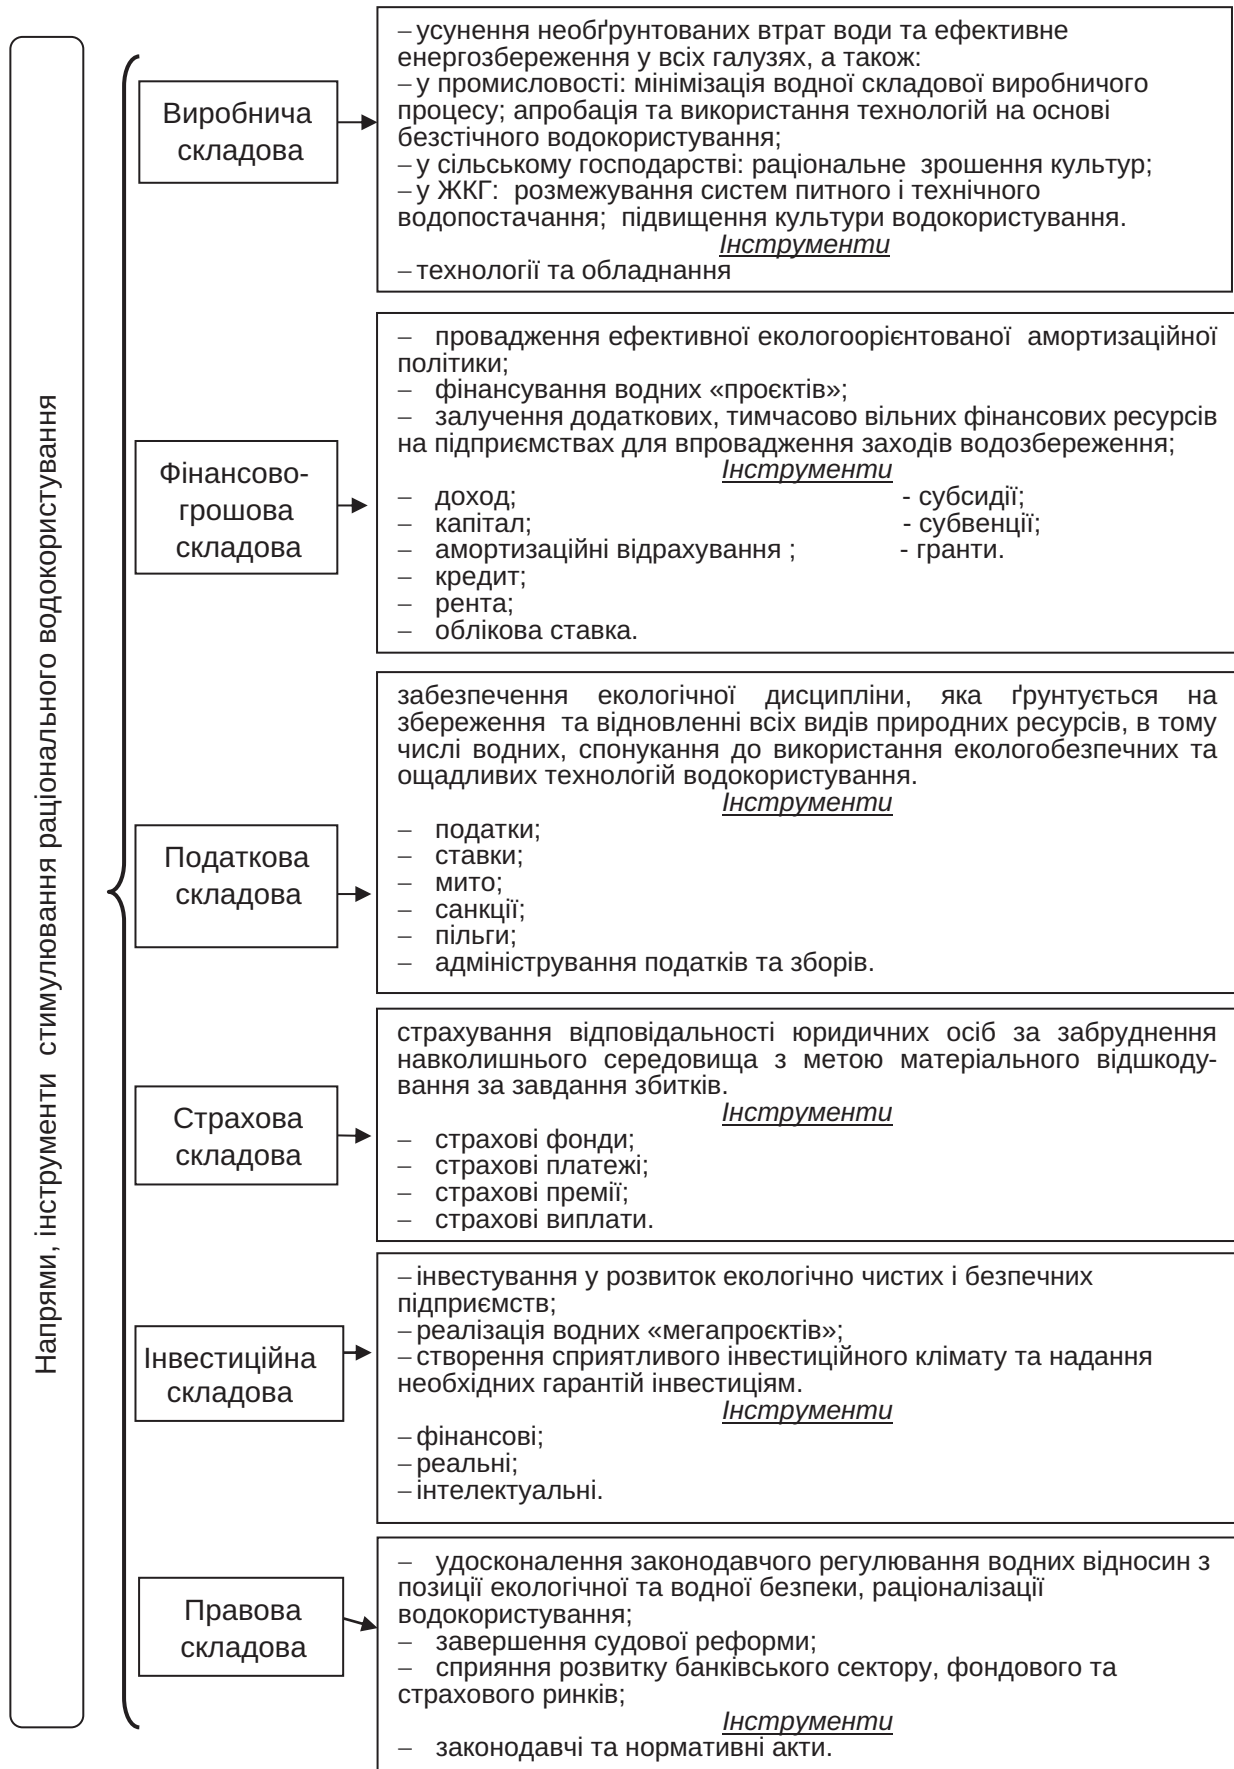 Напрями, інструменти стимулювання раціонального водокористування
Виробнича
складова
– усунення необґрунтованих втрат води та ефективне
енергозбереження у всіх галузях, а також:
– у промисловості: мінімізація водної складової виробничого
процесу; апробація та використання технологій на основі
безстічного водокористування;
– у сільському господарстві: раціональне зрошення культур;
– у ЖКГ: розмежування систем питного і технічного
водопостачання; підвищення культури водокористування.
Інструменти
– технології та обладнання
Фінансово-
грошова
складова
– провадження ефективної екологоорієнтованої амортизаційної
політики;
– фінансування водних «проєктів»;
– залучення додаткових, тимчасово вільних фінансових ресурсів
на підприємствах для впровадження заходів водозбереження;
Інструменти
– доход; - субсидії;
– капітал; - субвенції;
– амортизаційні відрахування ; - гранти.
– кредит;
– рента;
– облікова ставка.
Податкова
складова
забезпечення екологічної дисципліни, яка ґрунтується на
збереження та відновленні всіх видів природних ресурсів, в тому
числі водних, спонукання до використання екологобезпечних та
ощадливих технологій водокористування.
Інструменти
– податки;
– ставки;
– мито;
– санкції;
– пільги;
– адміністрування податків та зборів.
Страхова
складова
страхування відповідальності юридичних осіб за забруднення
навколишнього середовища з метою матеріального відшкоду-
вання за завдання збитків.
Інструменти
– страхові фонди;
– страхові платежі;
– страхові премії;
– страхові виплати.
Інвестиційна
складова
– інвестування у розвиток екологічно чистих і безпечних
підприємств;
– реалізація водних «мегапроєктів»;
– створення сприятливого інвестиційного клімату та надання
необхідних гарантій інвестиціям.
Інструменти
– фінансові;
– реальні;
– інтелектуальні.
Правова
складова
– удосконалення законодавчого регулювання водних відносин з
позиції екологічної та водної безпеки, раціоналізації
водокористування;
– завершення судової реформи;
– сприяння розвитку банківського сектору, фондового та
страхового ринків;
Інструменти
– законодавчі та нормативні акти.